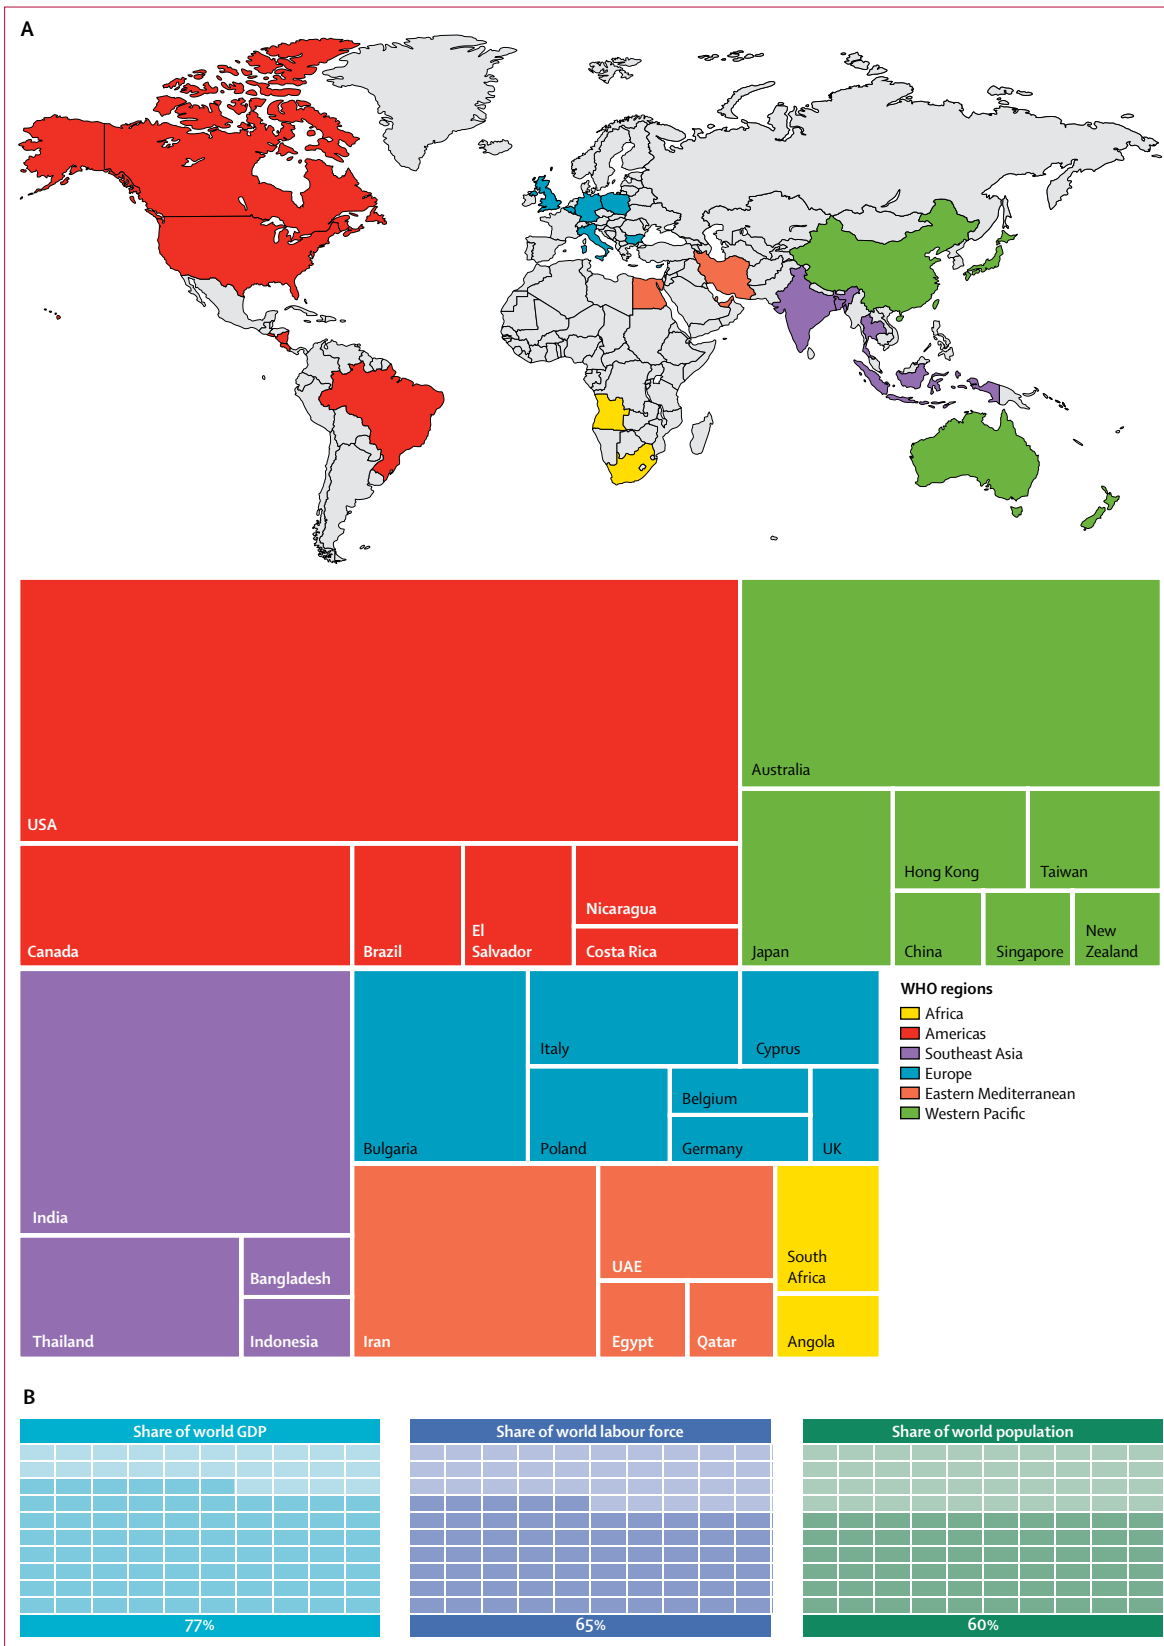 A
USA
Canada
Brazil
El
Salvador
Nicaragua
Costa Rica
Australia
Japan
Hong Kong
Taiwan
China
Singapore
New
Zealand
India
Thailand
Bangladesh
Indonesia
Bulgaria
Italy
Cyprus
Poland
Belgium
Germany
UK
Iran
UAE
Egypt
Qatar
South
Africa
Angola
WHO regions
Africa
Americas
Southeast Asia
Europe
Eastern Mediterranean
Western Pacific
B
Share of world GDP
77%
Share of world labour force
65%
Share of world population
60%